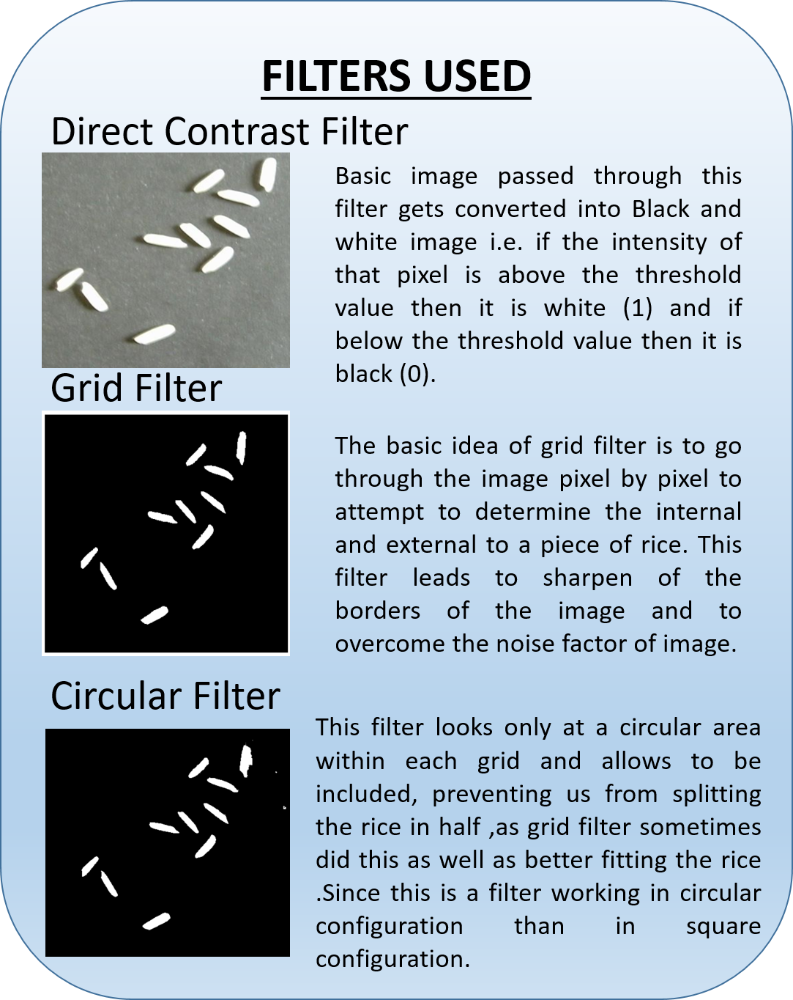 FILTERS USED
Direct Contrast Filter
Basic image passed through this
filter gets converted into Black and
white image i.e. if the intensity of
that pixel is above the threshold
value then it is white (1) and if
below the threshold value then it is
black (0).
Grid Filter
The basic idea of grid filter is to go
through the image pixel by pixel to
attempt to determine the internal
and external to a piece of rice. This
filter leads to sharpen of the
borders of the image and to
overcome the noise factor of image.
Circular Filter
This filter looks only at a circular area
within each grid and allows to be
included, preventing us from splitting
the rice in half ,as grid filter sometimes
did this as well as better fitting the rice
.Since this is a filter working in circular
configuration than in square
configuration.